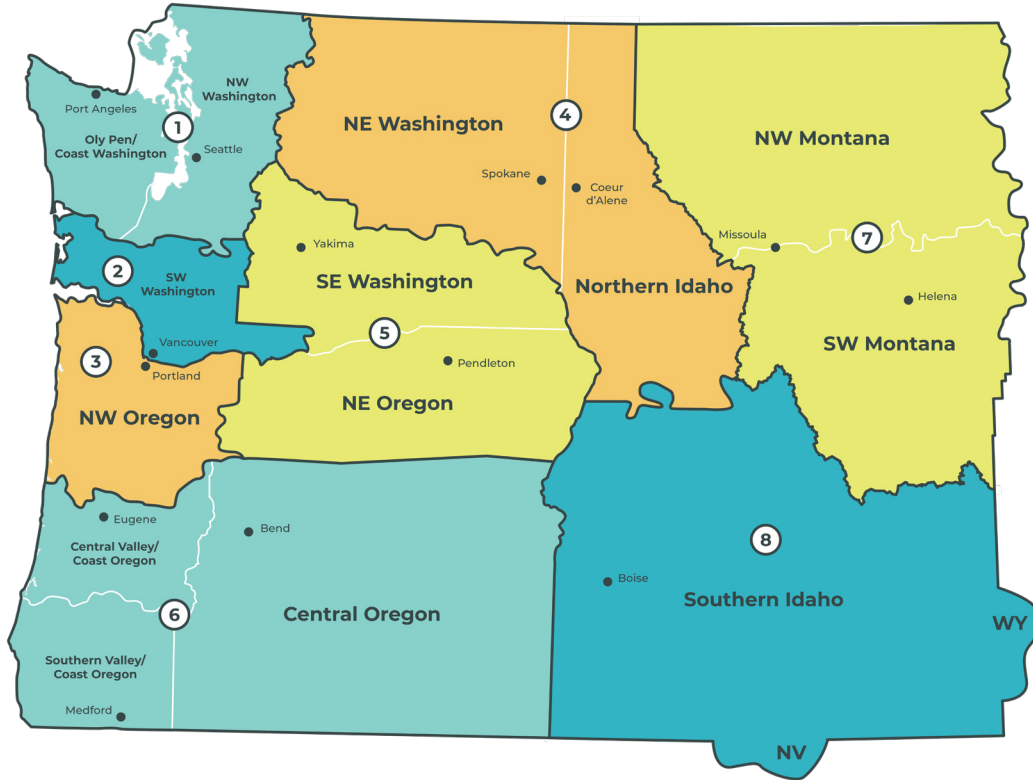 NW
Washington
Port Angeles
1
Oly Pen/
Coast Washington
Seattle
NE Washington
4
Spokane
Coeur
d'Alene
NW Montana
Yakima
Missoula
7
2
SW
Washington
SE Washington
Northern Idaho
Helena
5
SW Montana
Vancouver
3
Portland
Pendleton
NW Oregon
NE Oregon
Eugene
Bend
Central Valley/
Coast Oregon
8
Boise
6
Central Oregon
Southern Idaho
WY
Southern Valley/
Coast Oregon
Medford
NV